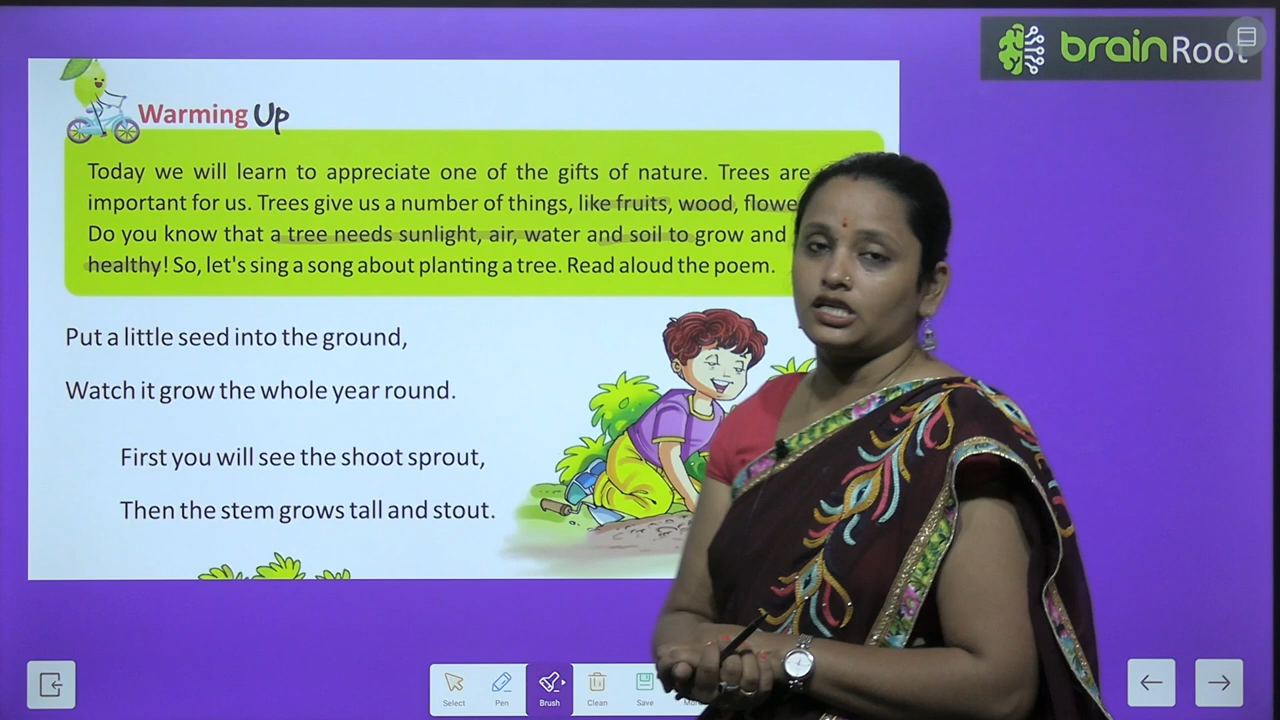 brainRoot
Warming Up
Today we will learn to appreciate one of the gifts of nature. Trees are
important for us. Trees give us a number of things, like fruits, wood,
Do you know that a tree needs sunlight, air, water and soil to grow and
healthy! So, let's sing a song about planting a tree. Read aloud the poem.
Put a little seed into the ground,
Watch it grow the whole year round.
First you will see the shoot sprout,
Then the stem grows tall and stout.
Select Pen Brush Clean Save